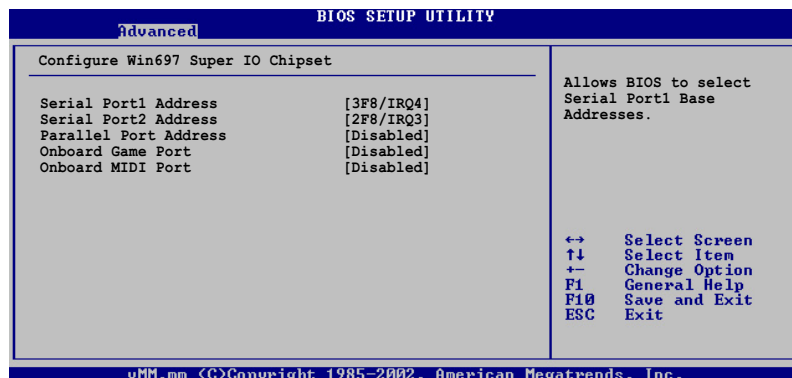 BIOS SETUP UTILITY
Advanced
Configure Win697 Super IO Chipset
Serial Port1 Address [3F8/IRQ4]
Serial Port2 Address [2F8/IRQ3]
Parallel Port Address [Disabled]
Onboard Game Port [Disabled]
Onboard MIDI Port [Disabled]
Allows BIOS to select
Serial Port1 Base
Addresses.
←→ Select Screen
↑↓ Select Item
+- Change Option
F1 General Help
F10 Save and Exit
ESC Exit
vMM.mm (C)Copyright 1985-2002, American Megatrends, Inc.